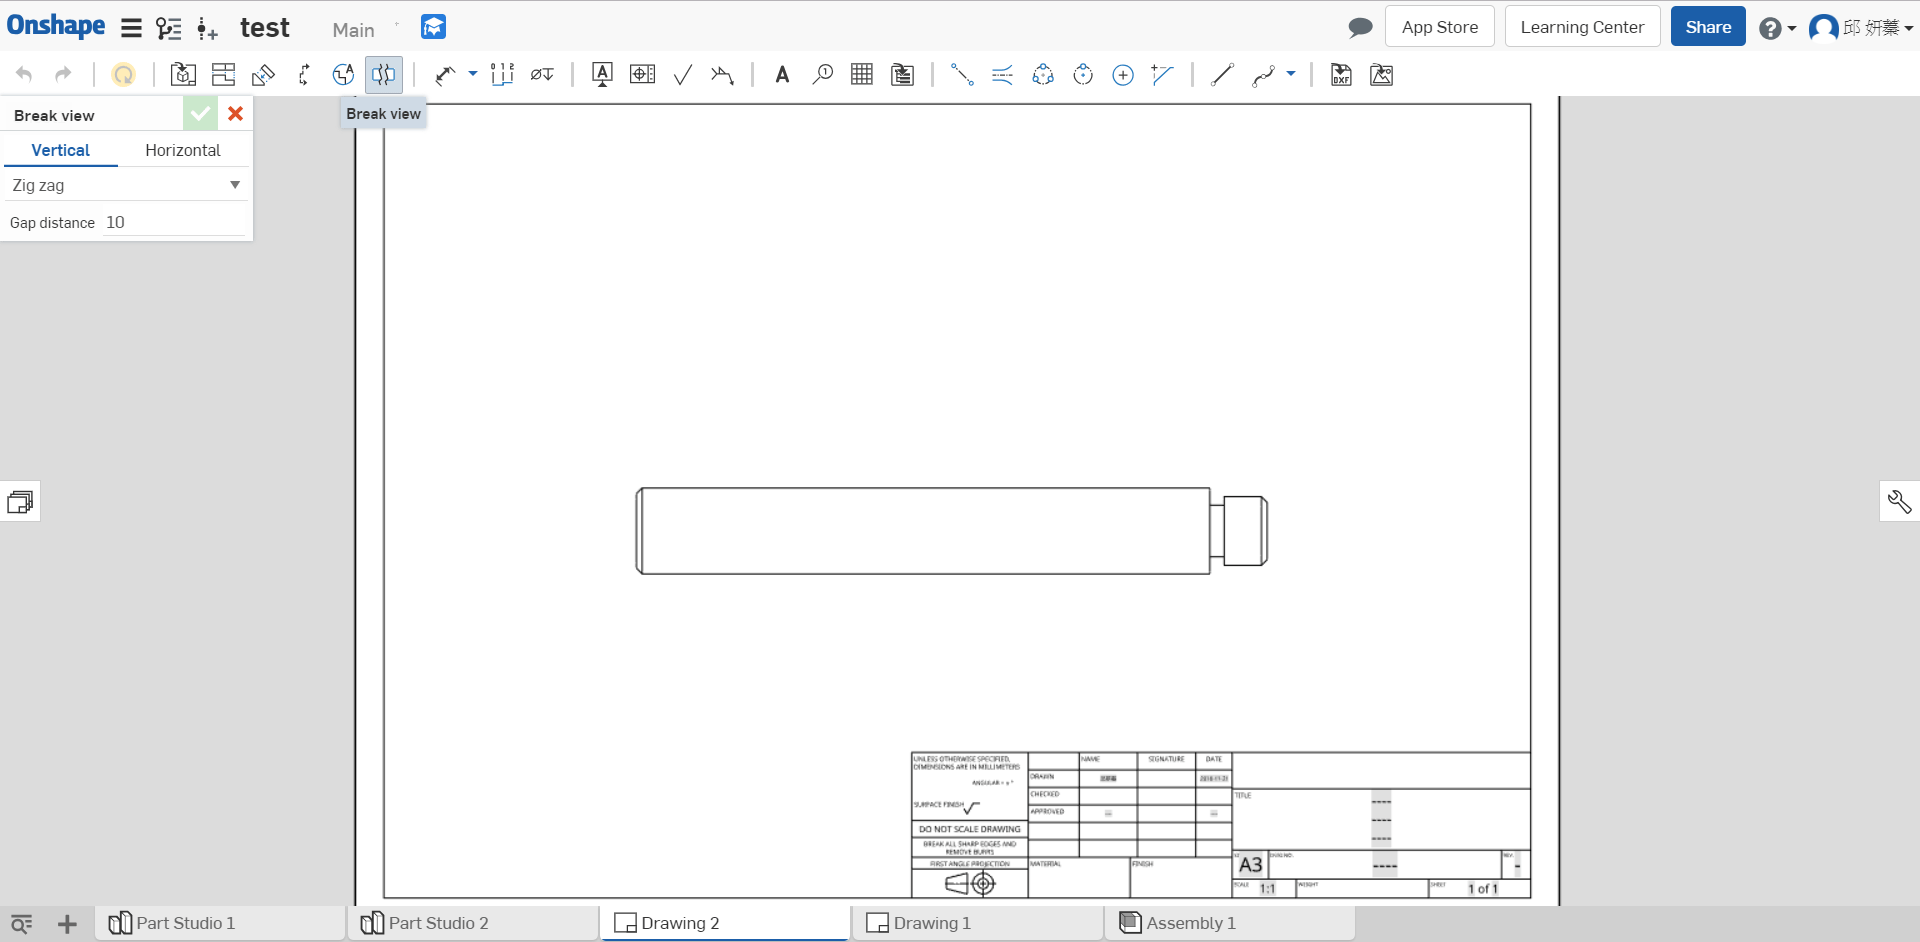 Onshape
test
Main
App Store
Learning Center
Share
邱 妍蓁
0 1 2
A
DXF
Break view
Break view
Vertical
Horizontal
Zig zag
Gap distance 10
UNLESS OTHERWISE SPECIFIED,
DIMENSIONS ARE IN MILLIMETERS
ANGULAR = ± °
SURFACE FINISH
DO NOT SCALE DRAWING
BREAK ALL SHARP EDGES AND
REMOVE BURRS
FIRST ANGLE PROJECTION
NAME SIGNATURE DATE
DRAWN
CHECKED
APPROVED
MATERIAL FINISH
TITLE
----
----
----
A3 DWG NO. ---- REV. -
SCALE 1:1 WEIGHT SHEET 1 of 1
Part Studio 1
Part Studio 2
Drawing 2
Drawing 1
Assembly 1